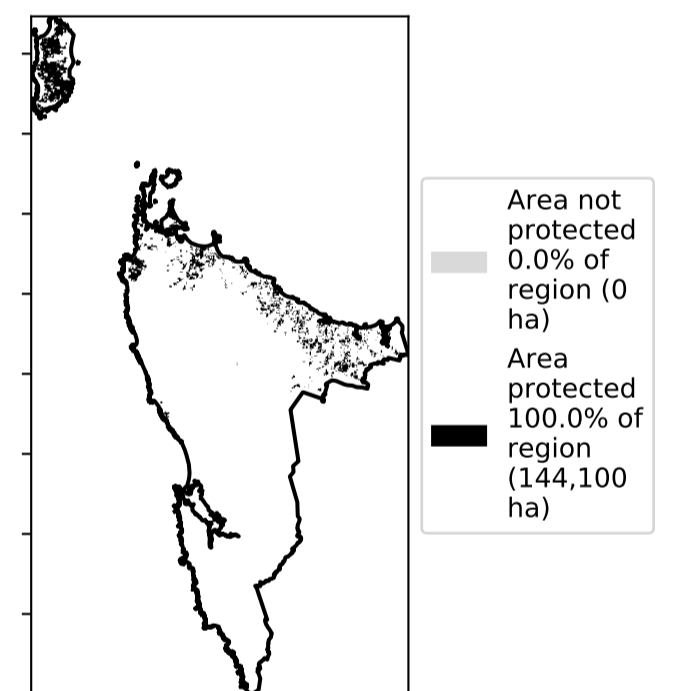 Area not
protected
0.0% of
region (0
ha)
Area
protected
100.0% of
region
(144,100
ha)